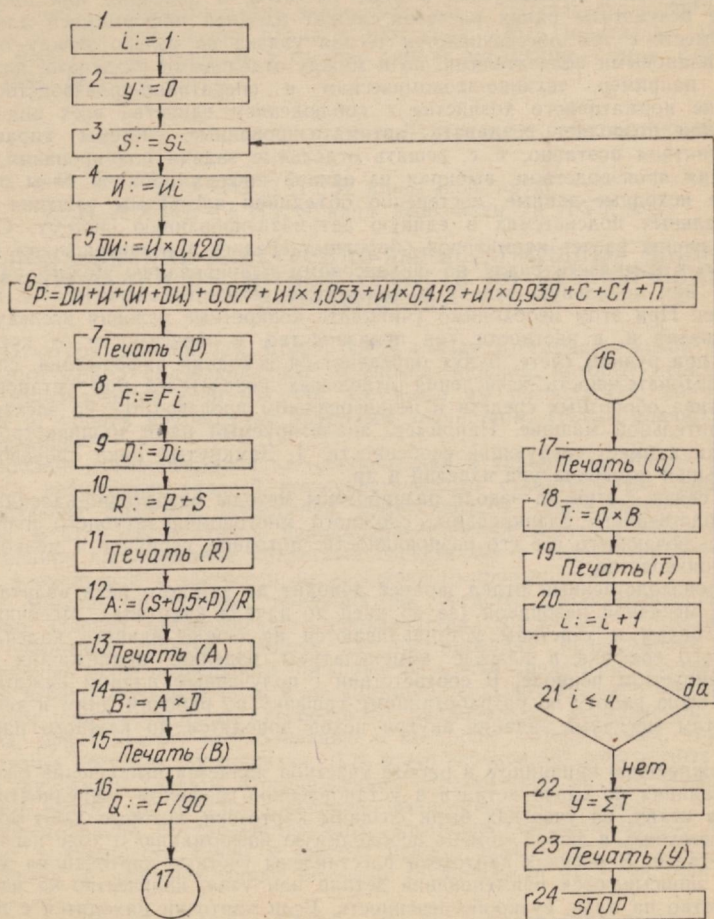 1
i:=1
2
y:=0
3
S:=Si
4
И:=Иi
5
DИ:=И×0,120
6
P:=DИ+И+(И1+DИ)+0,077+И1×1,053+И1×0,412+И1×0,939+С+С1+П
7
Печать (P)
8
F:=Fi
9
D:=Di
10
R:=P+S
11
Печать (R)
12
A:=(S+0,5×P)/R
13
Печать (A)
14
B:=A×D
15
Печать (B)
16
Q:=F/90
17
16
17
Печать (Q)
18
T:=Q×B
19
Печать (T)
20
i:=i+1
21
i≤4
да
нет
22
y=ΣT
23
Печать (y)
24
STOP